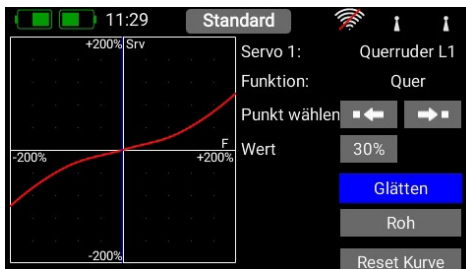 11:29 Standard
+200% Srv
Servo 1: Querruder L1
Funktion: Quer
Punkt wählen
F
-200% +200%
Wert 30%
Glätten
Roh
-200%
Reset Kurve